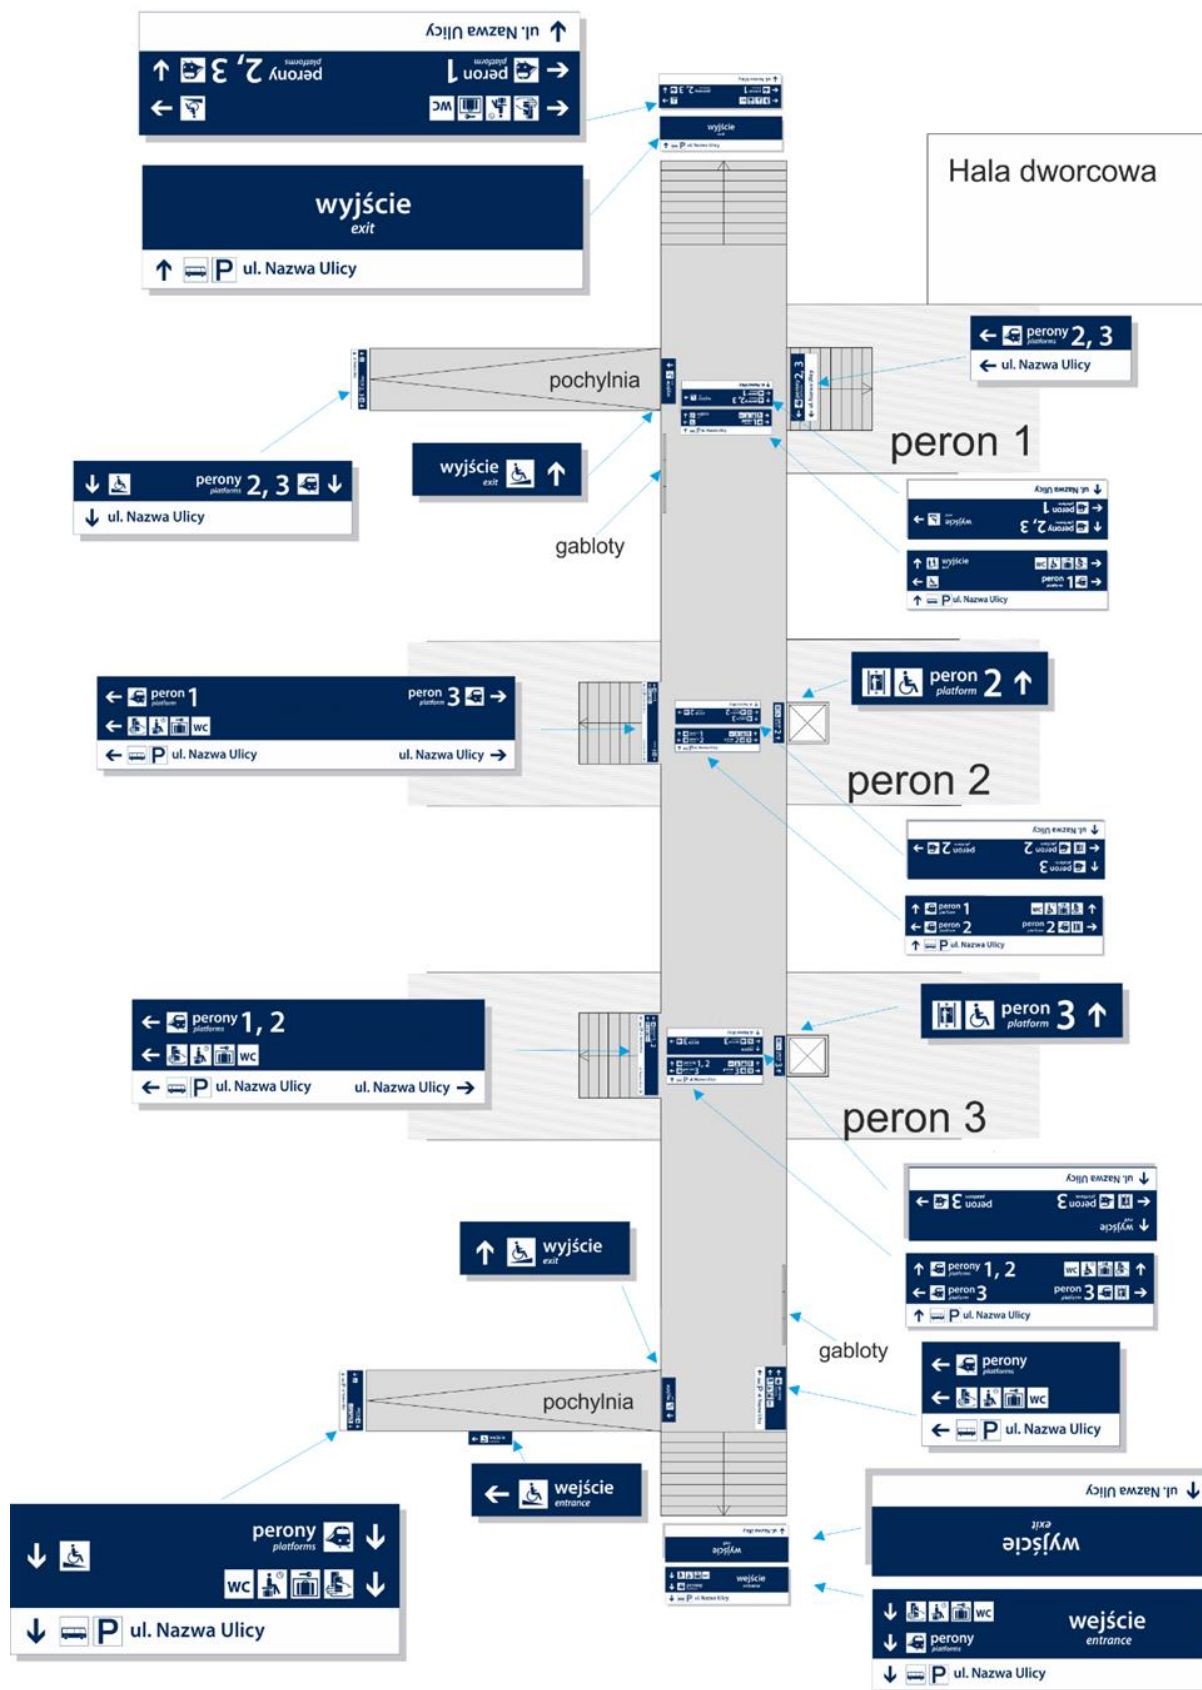 ul. Nazwa Ulicy
perony 2, 3
platforms
peron 1
platform
WC
wyjście
exit
P ul. Nazwa Ulicy
Hala dworcowa
pochylnia
perony 2, 3
platforms
ul. Nazwa Ulicy
peron 1
wyjście
exit
perony 2, 3
platforms
ul. Nazwa Ulicy
gabloty
ul. Nazwa Ulicy
peron 1
wyjście perony 2, 3
wyjście WC
exit
peron 1
P ul. Nazwa Ulicy
peron 1 peron 3
platform platform
WC
P ul. Nazwa Ulicy ul. Nazwa Ulicy
peron 2
platform
peron 2
ul. Nazwa Ulicy
peron 2 peron 2
peron 3
peron 1 WC
peron 2 peron 2
P ul. Nazwa Ulicy
perony 1, 2
platforms
WC
P ul. Nazwa Ulicy ul. Nazwa Ulicy
peron 3
platform
peron 3
ul. Nazwa Ulicy
peron 3 peron 3
wyjście
perony 1, 2 WC
peron 3 peron 3
P ul. Nazwa Ulicy
wyjście
exit
gabloty
perony
platforms
WC
P ul. Nazwa Ulicy
pochylnia
wejście
entrance
perony
platforms
WC
P ul. Nazwa Ulicy
ul. Nazwa Ulicy
wyjście
exit
WC wejście
perony entrance
platforms
P ul. Nazwa Ulicy